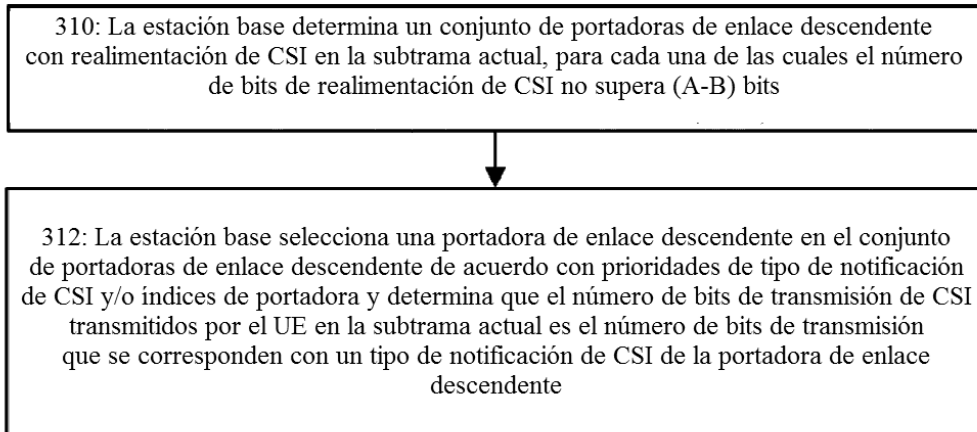 310: La estación base determina un conjunto de portadoras de enlace descendente
con realimentación de CSI en la subtrama actual, para cada una de las cuales el número
de bits de realimentación de CSI no supera (A-B) bits
312: La estación base selecciona una portadora de enlace descendente en el conjunto
de portadoras de enlace descendente de acuerdo con prioridades de tipo de notificación
de CSI y/o índices de portadora y determina que el número de bits de transmisión de CSI
transmitidos por el UE en la subtrama actual es el número de bits de transmisión
que se corresponden con un tipo de notificación de CSI de la portadora de enlace
descendente